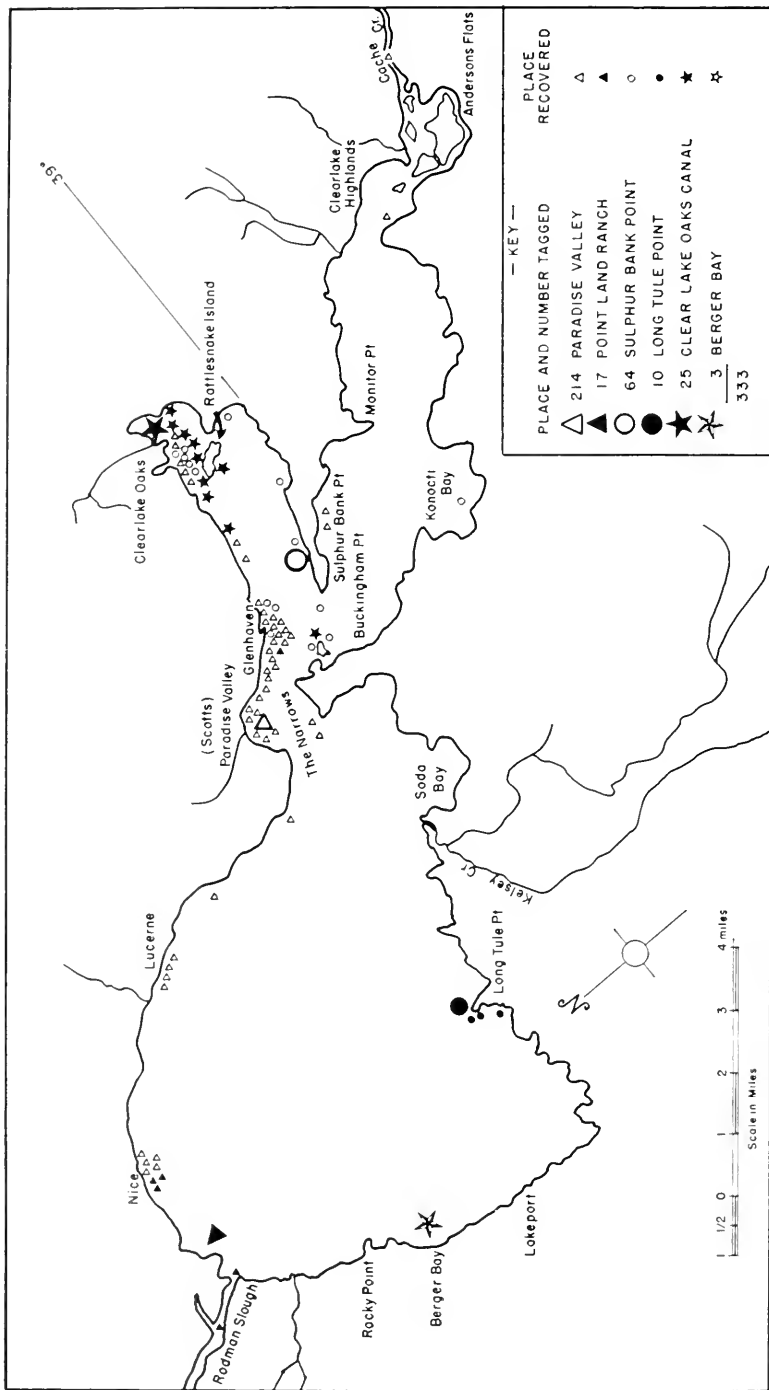 Cache Cr.
Andersons Flats
Clearlake
Highlands
39°
Rattlesnake Island
Monitor Pt
Clearlake Oaks
Konocti
Bay
Sulphur Bank Pt
Buckingham Pt
Glenhaven
(Scotts)
Paradise Valley
The Narrows
Soda
Bay
Kelsey Cr
Lucerne
Long Tule Pt
Nice
Rodman Slough
Rocky Point
Berger Bay
Lakeport
N
1 1/2 0 1 2 3 4 miles
Scale in Miles
— KEY —
PLACE AND NUMBER TAGGED
PLACE
RECOVERED
214 PARADISE VALLEY
17 POINT LAND RANCH
64 SULPHUR BANK POINT
10 LONG TULE POINT
25 CLEAR LAKE OAKS CANAL
3 BERGER BAY
333